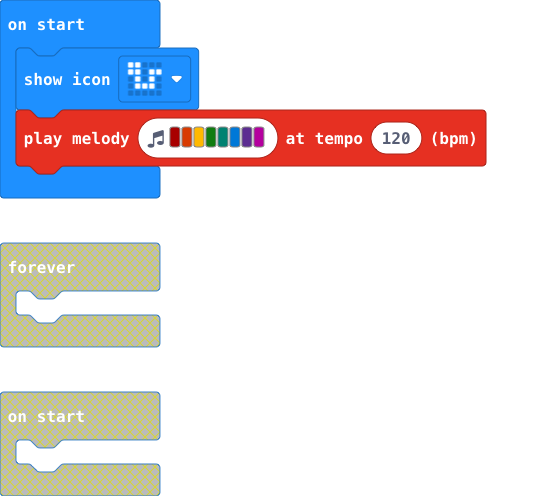 on start
show icon
play melody at tempo 120 (bpm)
forever
on start